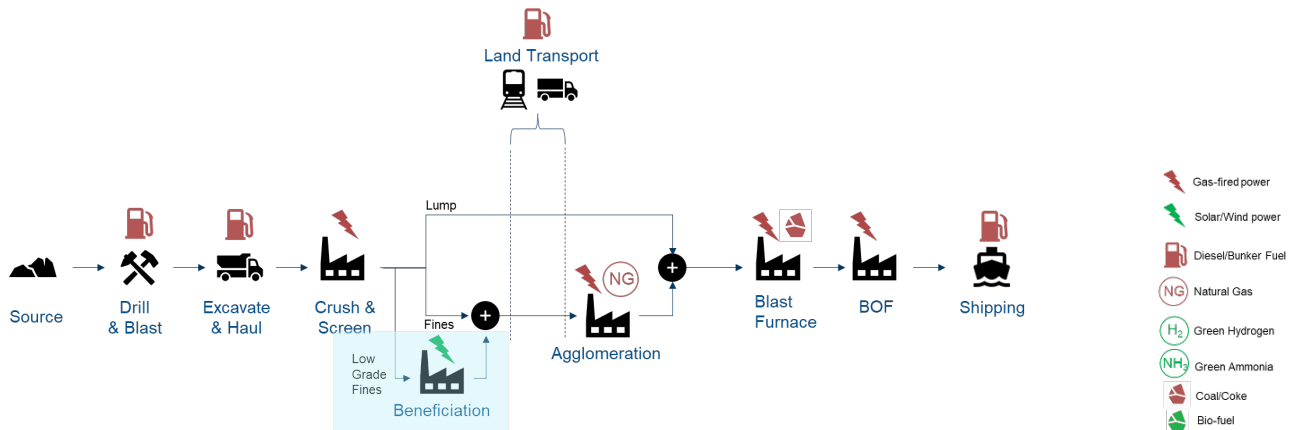 Land Transport
Lump
Source
Drill
& Blast
Excavate
& Haul
Crush &
Screen
Fines
Low
Grade
Fines
Beneficiation
NG
Agglomeration
Blast
Furnace
BOF
Shipping
Gas-fired power
Solar/Wind power
Diesel/Bunker Fuel
NG Natural Gas
H₂ Green Hydrogen
NH₃ Green Ammonia
Coal/Coke
Bio-fuel